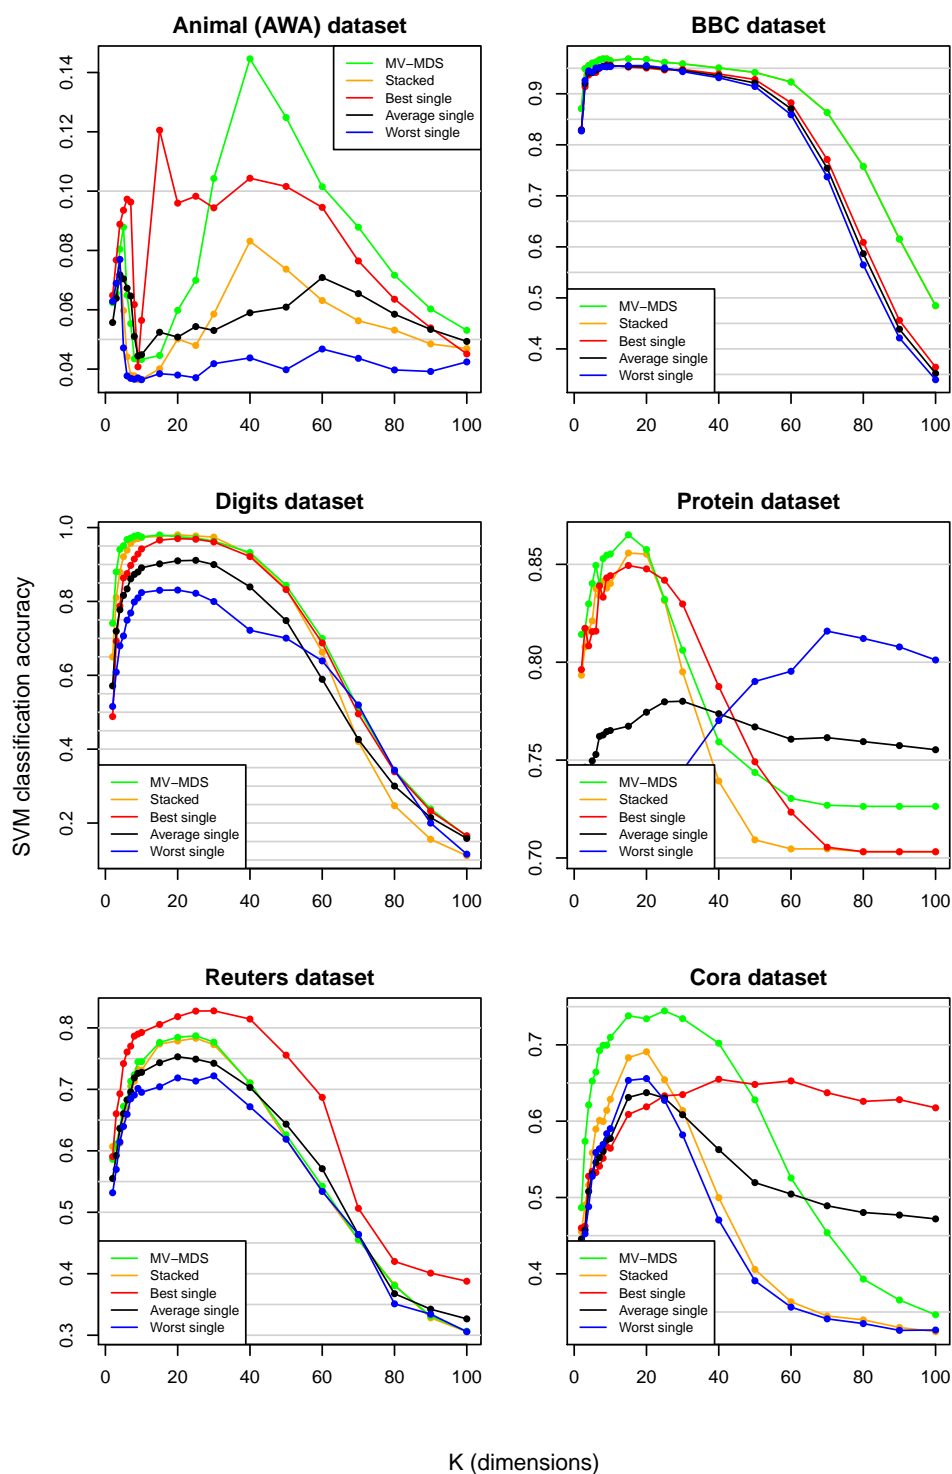 Animal (AWA) dataset
0.04 0.06 0.08 0.10 0.12 0.14
0 20 40 60 80 100
MV−MDS
Stacked
Best single
Average single
Worst single
BBC dataset
0.4 0.5 0.6 0.7 0.8 0.9
0 20 40 60 80 100
MV−MDS
Stacked
Best single
Average single
Worst single
SVM classification accuracy
Digits dataset
0.2 0.4 0.6 0.8 1.0
0 20 40 60 80 100
MV−MDS
Stacked
Best single
Average single
Worst single
Protein dataset
0.70 0.75 0.80 0.85
0 20 40 60 80 100
MV−MDS
Stacked
Best single
Average single
Worst single
Reuters dataset
0.3 0.4 0.5 0.6 0.7 0.8
0 20 40 60 80 100
MV−MDS
Stacked
Best single
Average single
Worst single
Cora dataset
0.4 0.5 0.6 0.7
0 20 40 60 80 100
MV−MDS
Stacked
Best single
Average single
Worst single
K (dimensions)